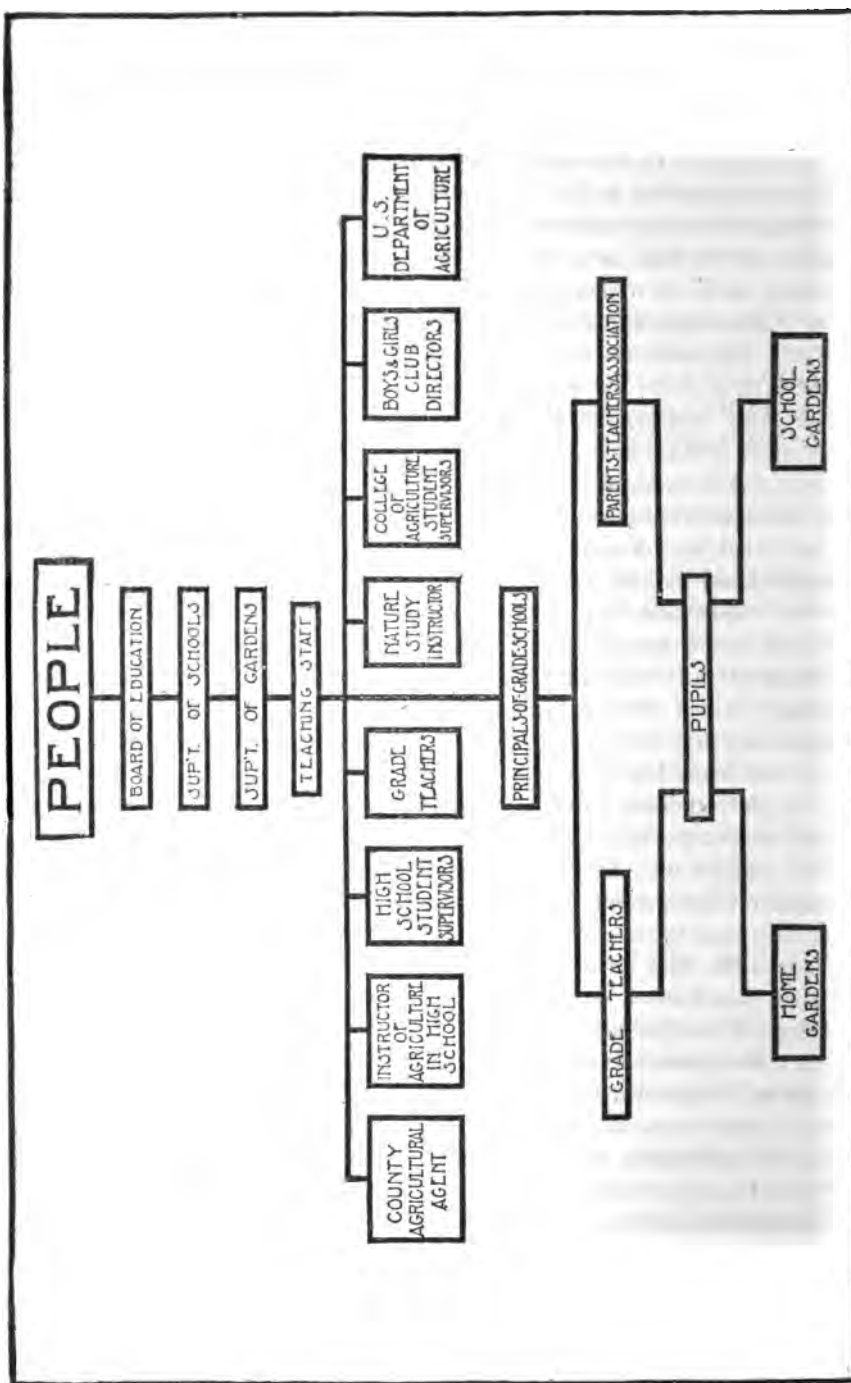 PEOPLE
BOARD OF EDUCATION
SUP'T. OF SCHOOLS
SUP'T. OF GARDENS
TEACHING STAFF
COUNTY
AGRICULTURAL
AGENT
INSTRUCTOR
OF
AGRICULTURE
IN HIGH
SCHOOL
HIGH
SCHOOL
STUDENT
SUPERVISORS
GRADE
TEACHERS
NATURE
STUDY
INSTRUCTOR
COLLEGE
OF
AGRICULTURE
STUDENT
SUPERVISORS
BOYS & GIRLS
CLUB
DIRECTORS
U.S.
DEPARTMENT
OF
AGRICULTURE
PRINCIPALS-OF-GRADE SCHOOLS
-GRADE TEACHERS
PARENTS-TEACHERS ASSOCIATION
PUPILS
HOME
GARDENS
SCHOOL
GARDENS